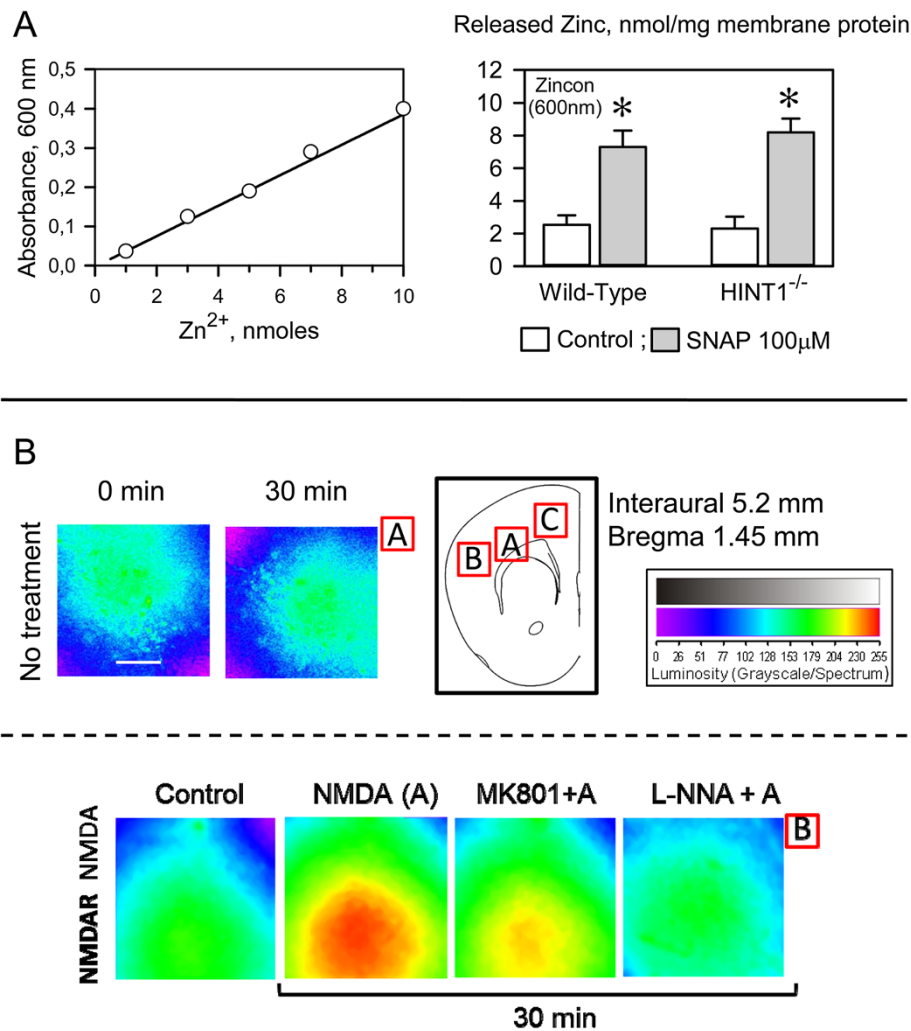 A
Released Zinc, nmol/mg membrane protein
Absorbance, 600 nm
0,5
0,4
0,3
0,2
0,1
0,0
0 2 4 6 8 10
Zn2+, nmoles
12
10
8
6
4
2
0
Zincon
(600nm)
* *
Wild-Type HINT1-/-
Control ; SNAP 100μM
B
0 min 30 min
No treatment
A
C
B A
Interaural 5.2 mm
Bregma 1.45 mm
0 26 51 77 102 128 153 179 204 230 255
Luminosity (Grayscale/Spectrum)
Control NMDA (A) MK801+A L-NNA + A
NMDAR NMDA
B
30 min